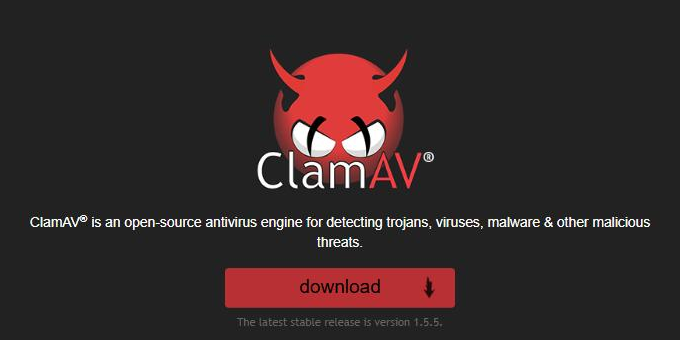 ClamAV®
ClamAV® is an open-source antivirus engine for detecting trojans, viruses, malware & other malicious
threats.
download
The latest stable release is version 1.5.5.